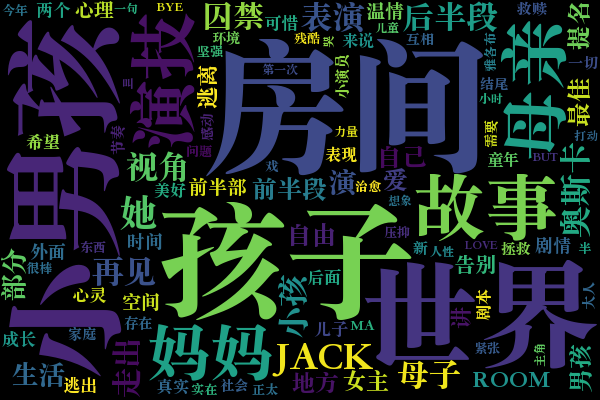 今年
两个
心理
一句
BYE
囚禁
可惜
表演
温情
儿童
后半段
救赎
提名
小男孩
演技
坚强
环境
残酷
哭
来说
互相
雅各布
母亲
一切
逃离
房间
第一次
小演员
结尾
小时
最佳
希望
节奏
三
问题
感动
力量
表现
自己
需要
童年
打动
BUT
奥斯卡
视角
美好
前半部
前半段
戏
演
治愈
爱
想象
故事
她
孩子
自由
压抑
新
人性
拯救
剧情
半
部分
外面
东西
时间
LOVE
很棒
再见
后面
世界
告别
心灵
空间
小孩
讲
剧本
大人
成长
家庭
存在
妈妈
儿子
MA
紧张
主角
男孩
生活
逃出
走出
真实
实在
社会
正太
JACK
地方
女主
母子
ROOM